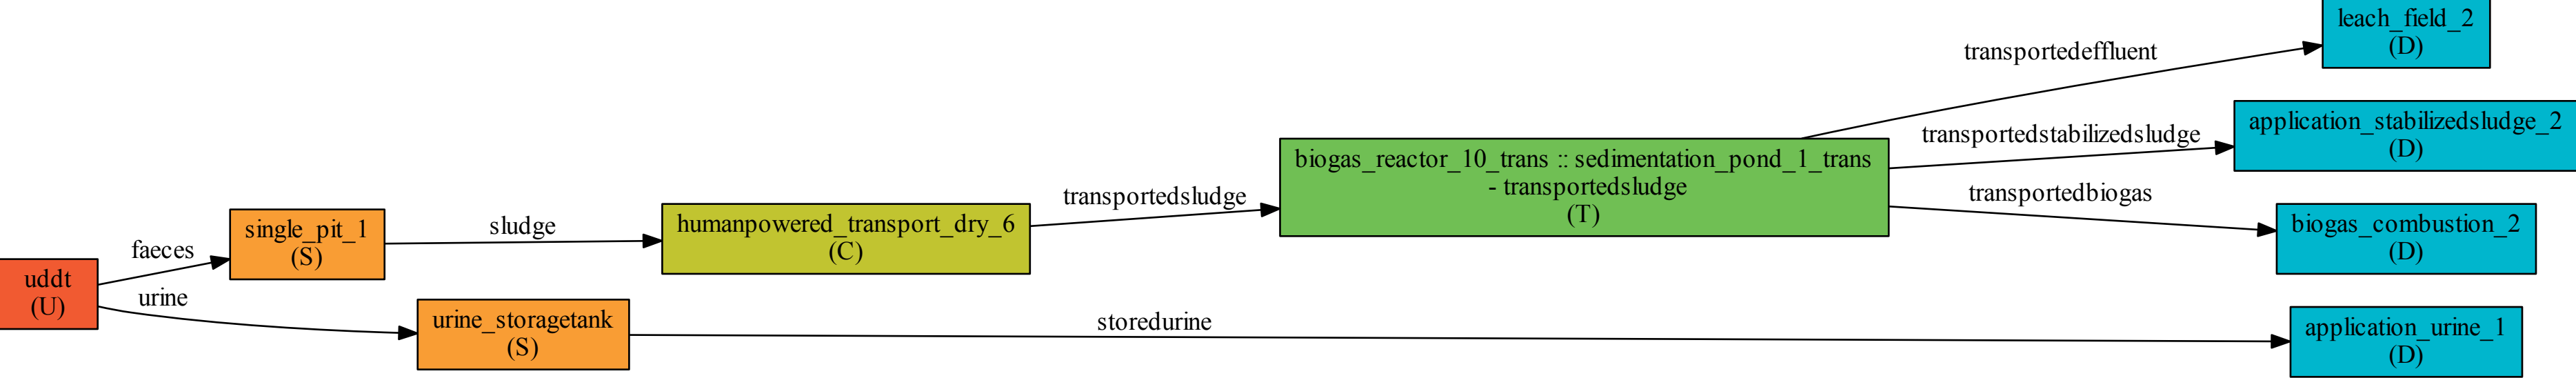 uddt
(U)
faeces
urine
single_pit_1
(S)
urine_storagetank
(S)
sludge
humanpowered_transport_dry_6
(C)
transportedsludge
storedurine
biogas_reactor_10_trans :: sedimentation_pond_1_trans
- transportedsludge
(T)
transportedeffluent
transportedstabilizedsludge
transportedbiogas
leach_field_2
(D)
application_stabilizedsludge_2
(D)
biogas_combustion_2
(D)
application_urine_1
(D)